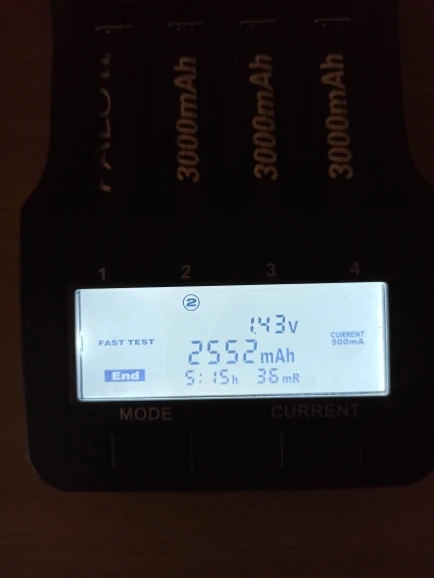 PALO
3000mAh
3000mAh
3000mAh
1 2 3 4
2
1.43V
FAST TEST
CURRENT
500mA
2552mAh
End
5:15h 36mR
MODE CURRENT